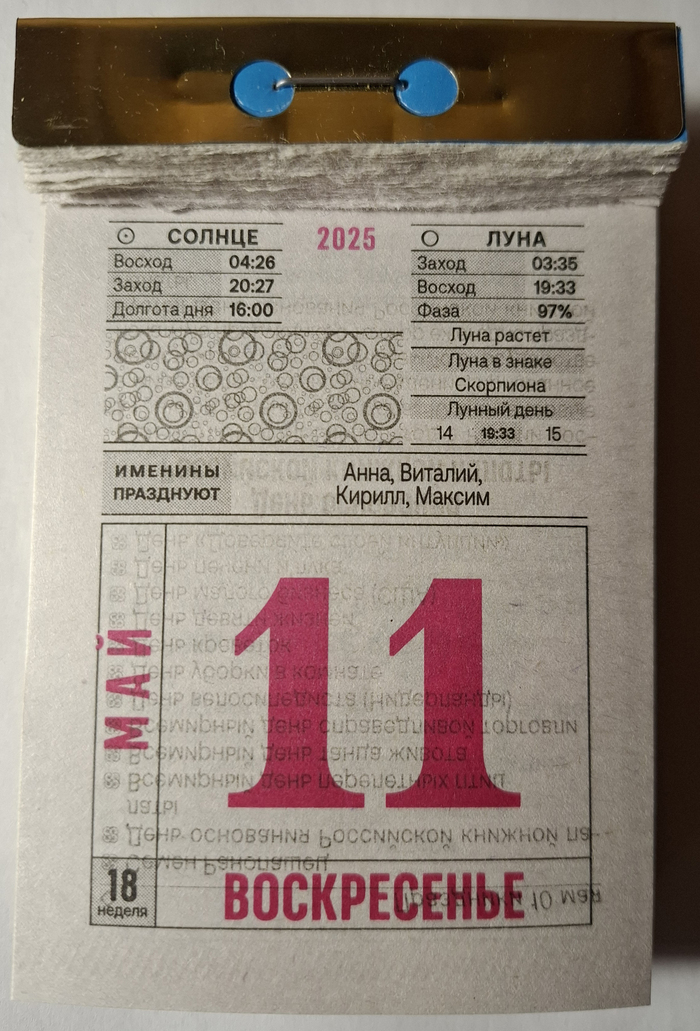 СОЛНЦЕ
Восход 04:26
Заход 20:27
Долгота дня 16:00
2025
ЛУНА
Заход 03:35
Восход 19:33
Фаза 97%
Луна растет
Луна в знаке
Скорпиона
Лунный день
14 19:33 15
ИМЕНИНЫ
ПРАЗДНУЮТ
Анна, Виталий,
Кирилл, Максим
МАЙ
11
18
неделя
ВОСКРЕСЕНЬЕ